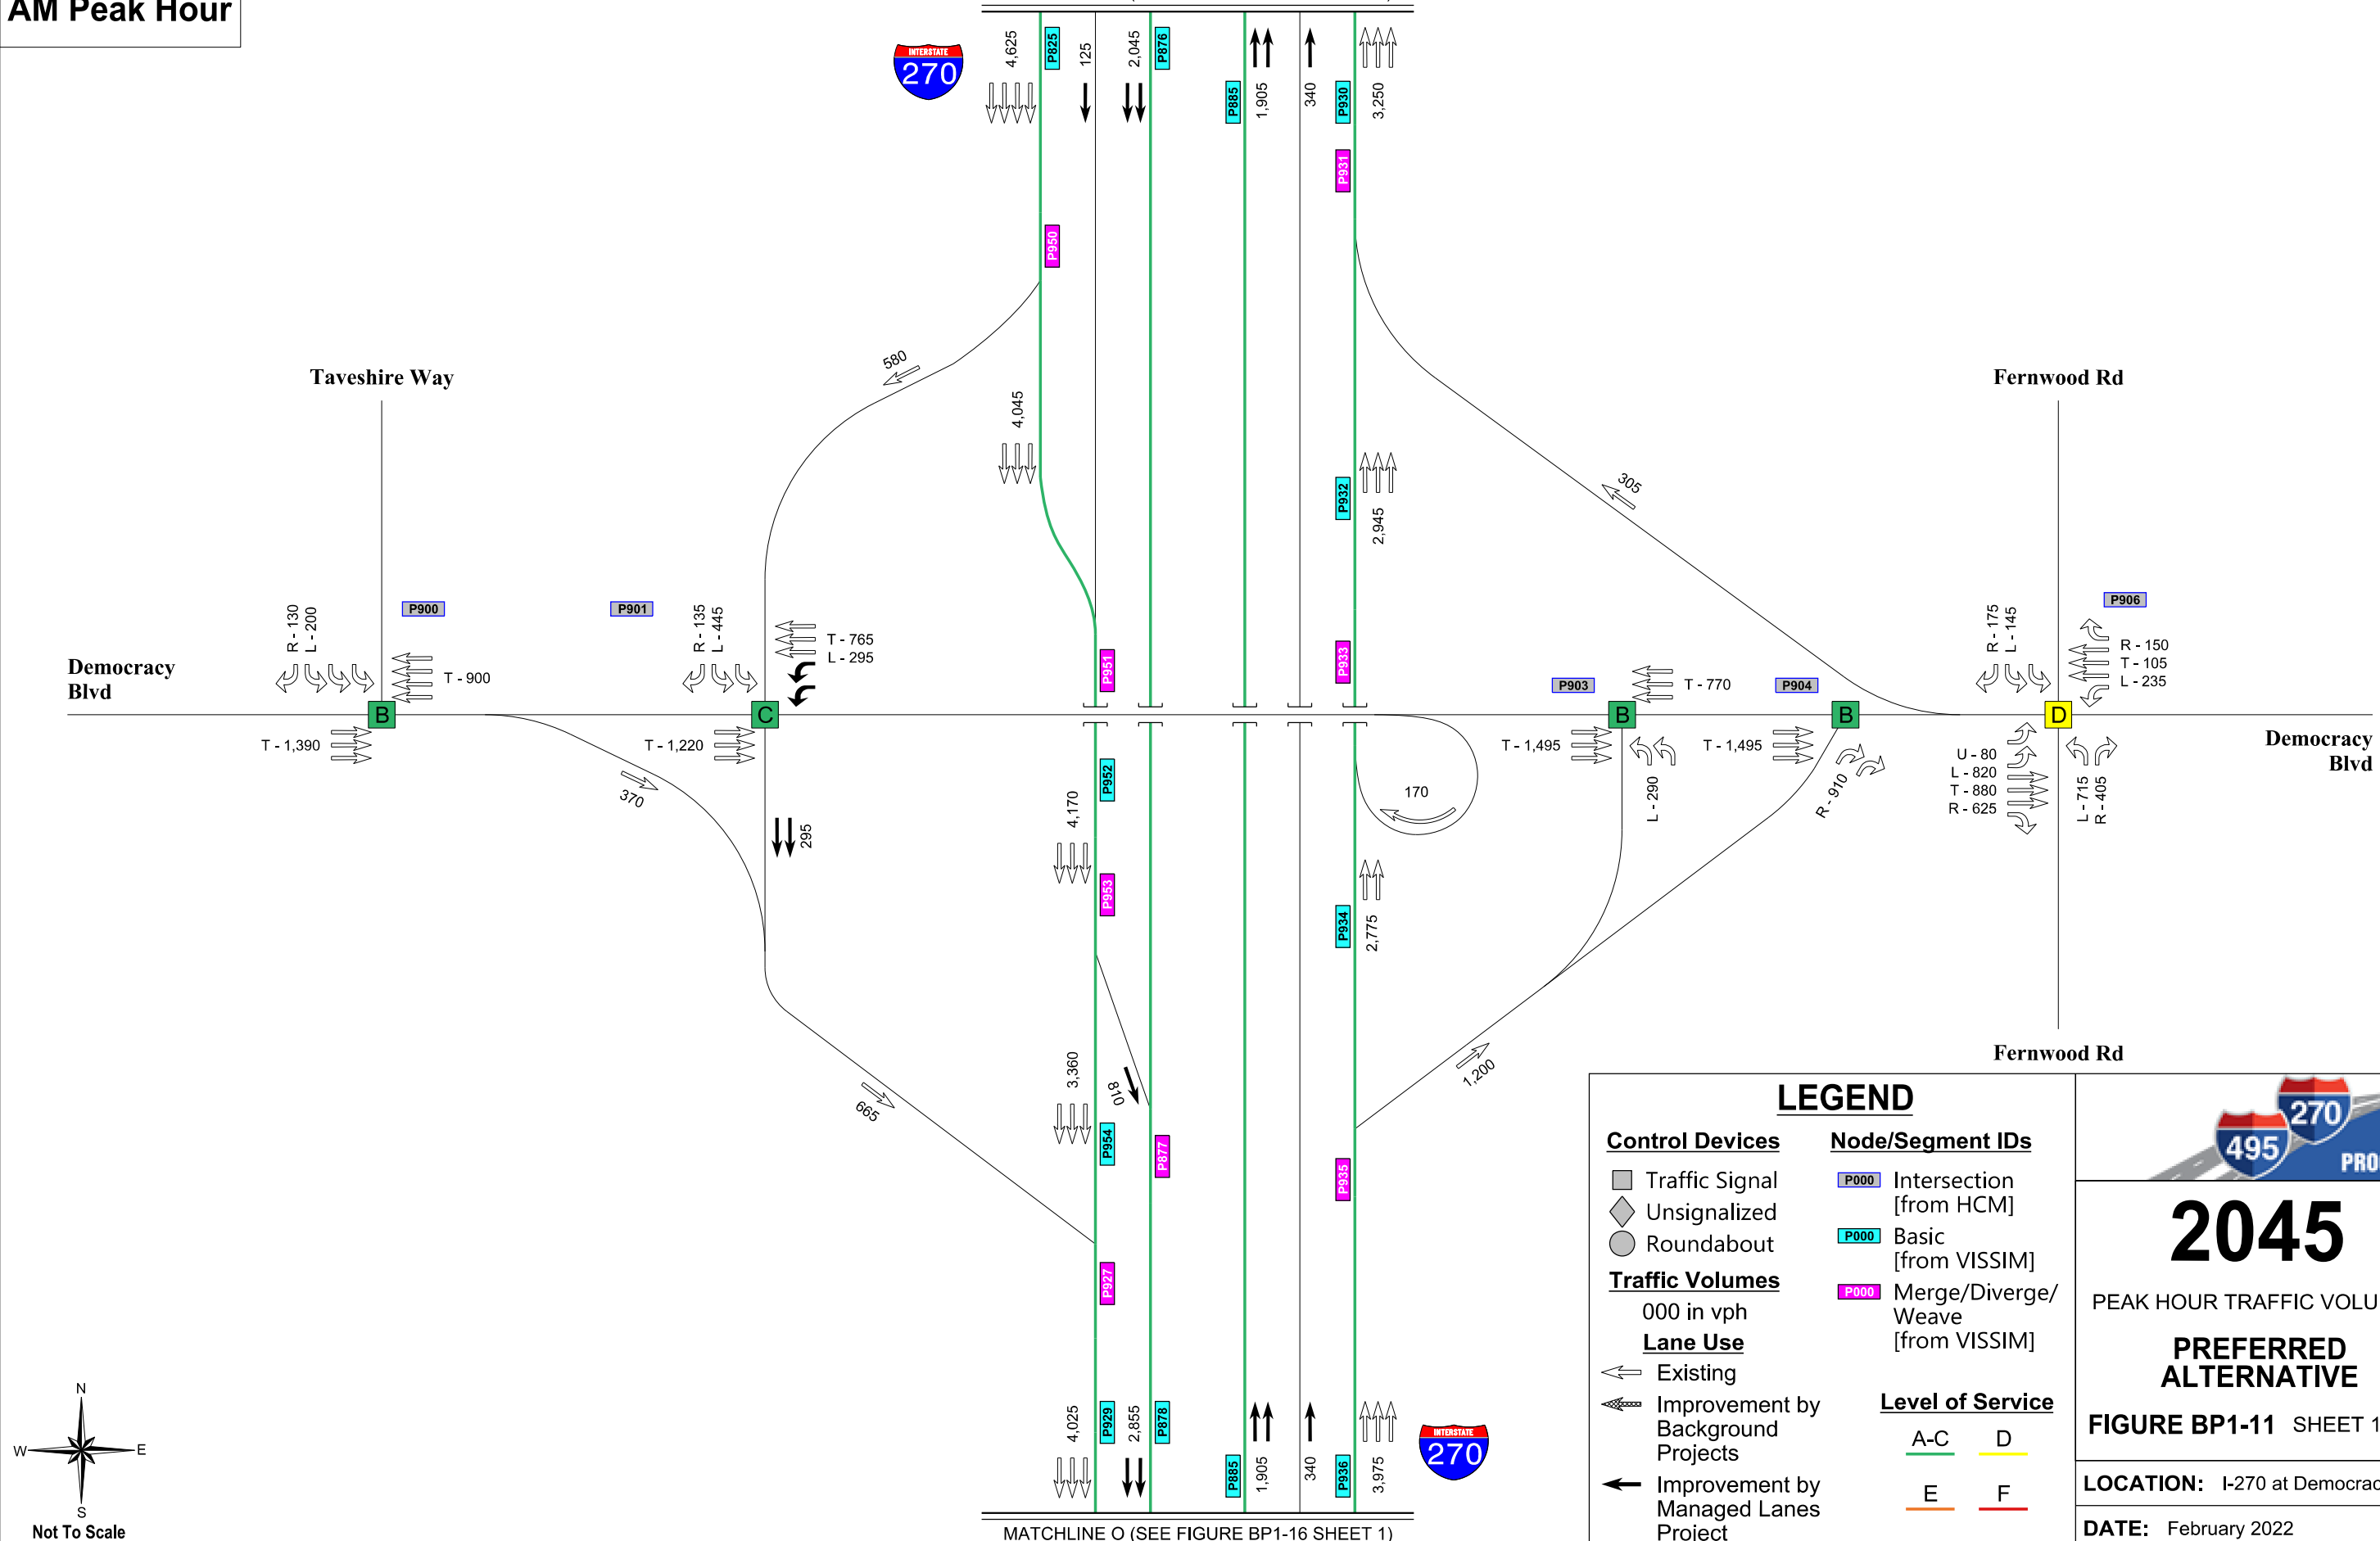 AM Peak Hour
INTERSTATE
270
4,625
P825
125
2,045
P876
P885
1,905
340
P930
3,250
P931
P950
580
4,045
Taveshire Way
Fernwood Rd
305
P932
2,945
R - 130
L - 200
P900
P901
R - 135
L - 445
T - 765
L - 295
T - 900
Democracy
Blvd
B
C
T - 1,390
T - 1,220
370
295
P951
P933
P903
T - 770
P904
R - 175
L - 145
P906
R - 150
T - 105
L - 235
B
B
D
T - 1,495
T - 1,495
L - 290
R - 910
U - 80
L - 820
T - 880
R - 625
L - 715
R - 405
Democracy
Blvd
170
P952
4,170
P953
P934
2,775
3,360
810
P954
P877
665
P927
P935
1,200
Fernwood Rd
4,025
P929
2,855
P878
P885
1,905
340
P936
3,975
INTERSTATE
270
MATCHLINE O (SEE FIGURE BP1-16 SHEET 1)
N
W
E
S
Not To Scale
LEGEND
Control Devices
Traffic Signal
Unsignalized
Roundabout
Traffic Volumes
000 in vph
Lane Use
Existing
Improvement by
Background
Projects
Improvement by
Managed Lanes
Project
Node/Segment IDs
P000 Intersection
[from HCM]
P000 Basic
[from VISSIM]
P000 Merge/Diverge/
Weave
[from VISSIM]
Level of Service
A-C D
E F
495
270
PRO
2045
PEAK HOUR TRAFFIC VOLU
PREFERRED
ALTERNATIVE
FIGURE BP1-11 SHEET 1
LOCATION: I-270 at Democrac
DATE: February 2022